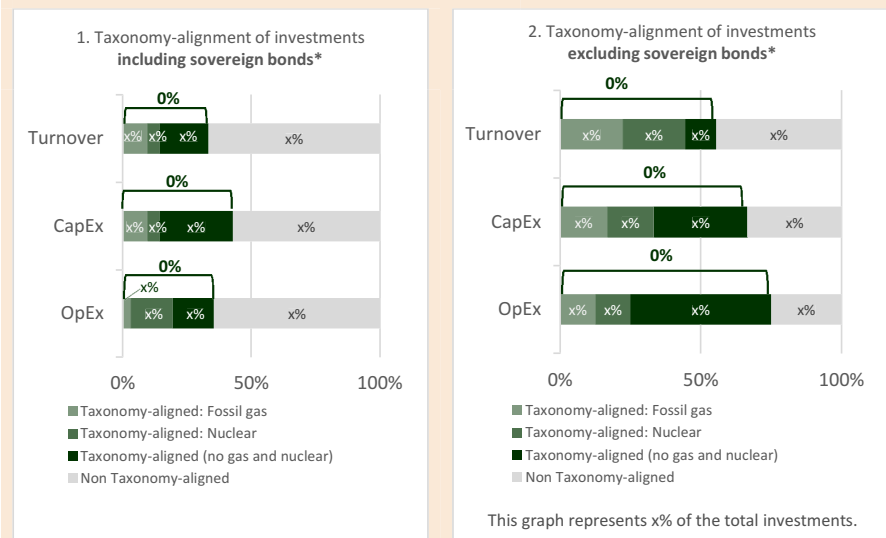 1. Taxonomy-alignment of investments
including sovereign bonds*
0%
Turnover
x%
x%
x%
x%
0%
CapEx
x%
x%
x%
x%
0%
x%
OpEx
x%
x%
x%
0%
50%
100%
Taxonomy-aligned: Fossil gas
Taxonomy-aligned: Nuclear
Taxonomy-aligned (no gas and nuclear)
Non Taxonomy-aligned
2. Taxonomy-alignment of investments
excluding sovereign bonds*
0%
Turnover
x%
x%
x%
x%
0%
CapEx
x%
x%
x%
x%
0%
OpEx
x%
x%
x%
x%
0%
50%
100%
Taxonomy-aligned: Fossil gas
Taxonomy-aligned: Nuclear
Taxonomy-aligned (no gas and nuclear)
Non Taxonomy-aligned
This graph represents x% of the total investments.